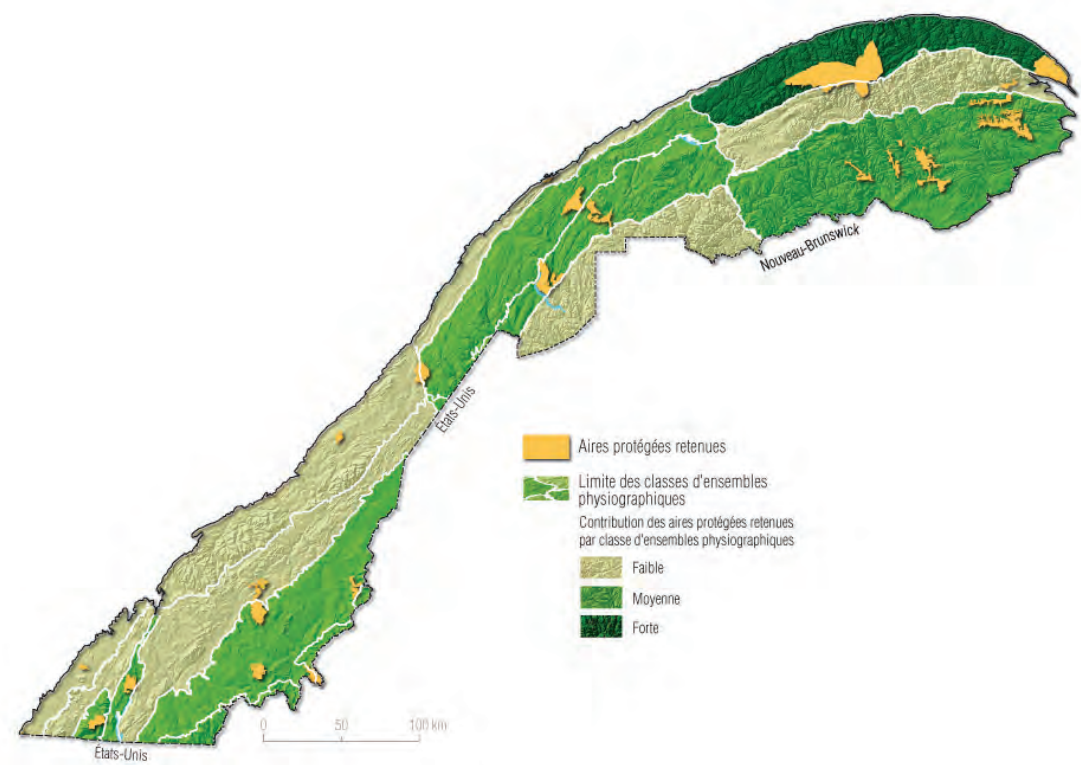 Nouveau-Brunswick
États-Unis
Aires protégées retenues
Limite des classes d'ensembles
physiographiques
Contribution des aires protégées retenues
par classe d'ensembles physiographiques
Faible
Moyenne
Forte
0 50 100 km
États-Unis